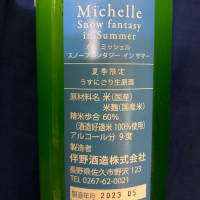 Michelle
Snow fantasy
in Summer
ミッシェル
スノーファンタジー インサマー
夏季限定
うすにごり生原酒
原材料名 米(国産)
米麹(国産米)
精米歩合 60%
(酒造好適米100%使用)
アルコール分 9度
製造者
伴野酒造株式会社
長野県佐久市野沢123
TEL 0267-62-0021
製造年月 2023.05